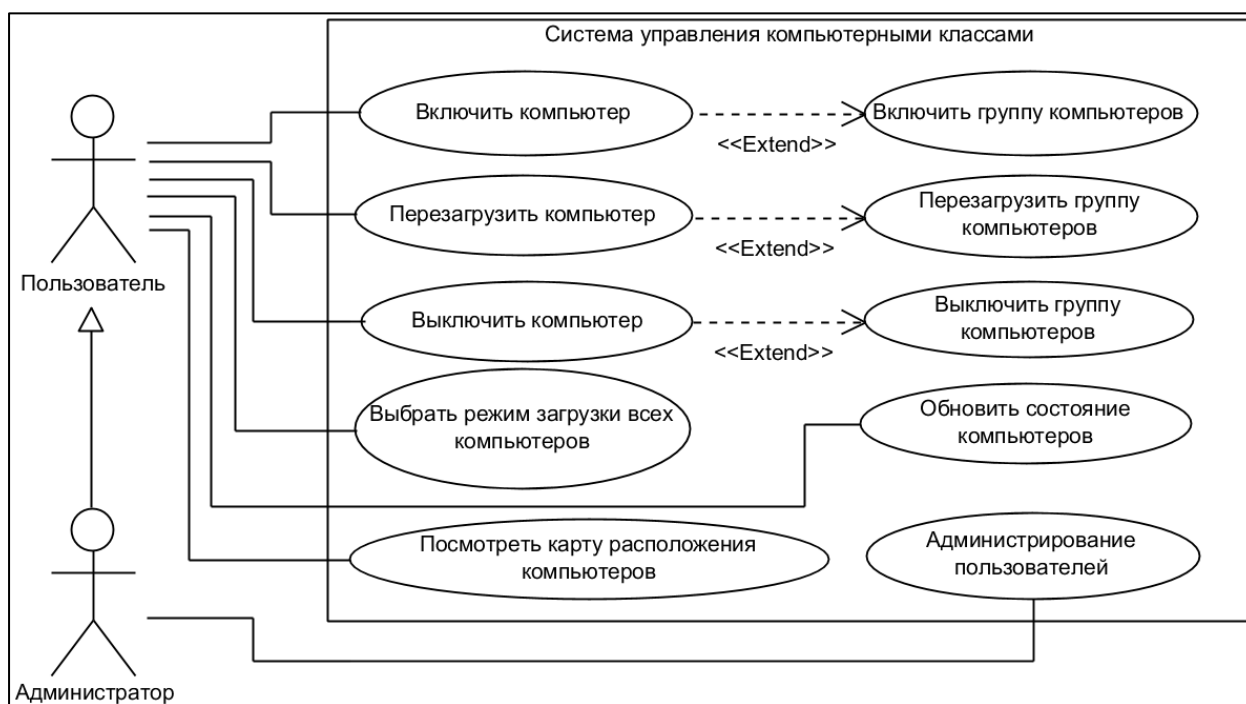 Система управления компьютерными классами
Включить компьютер
<<Extend>>
Включить группу компьютеров
Перезагрузить компьютер
<<Extend>>
Перезагрузить группу
компьютеров
Пользователь
Выключить компьютер
<<Extend>>
Выключить группу
компьютеров
Выбрать режим загрузки всех
компьютеров
Обновить состояние
компьютеров
Посмотреть карту расположения
компьютеров
Администрирование
пользователей
Администратор